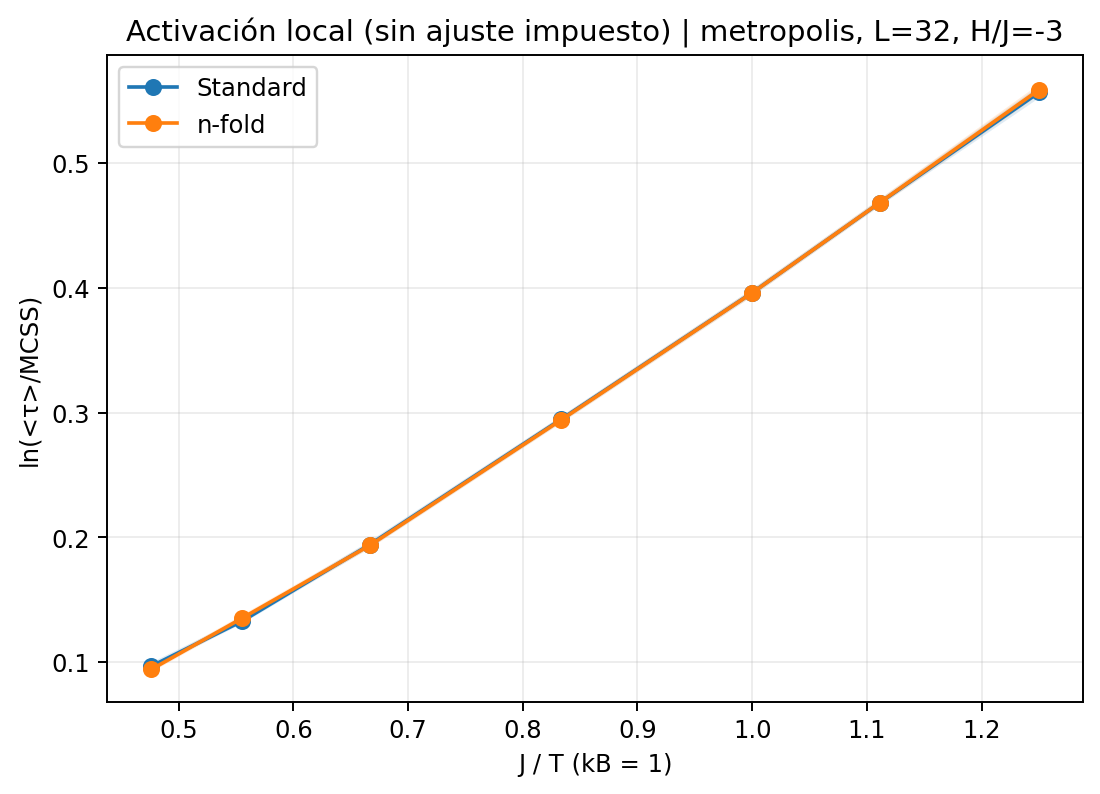 Activación local (sin ajuste impuesto) | metropolis, L=32, H/J=-3
Standard
n-fold
ln(<τ>/MCSS)
0.5
0.4
0.3
0.2
0.1
0.5 0.6 0.7 0.8 0.9 1.0 1.1 1.2
J / T (kB = 1)